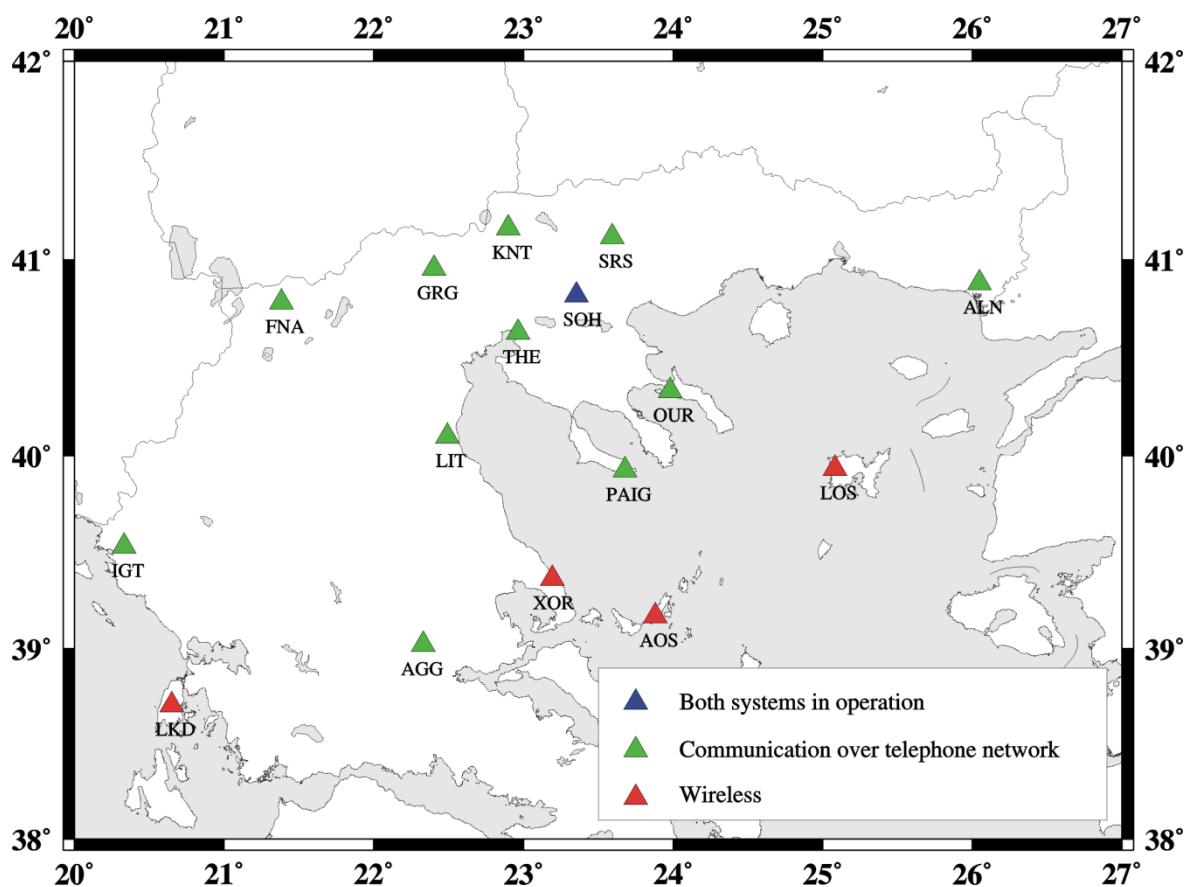 20° 21° 22° 23° 24° 25° 26° 27°
42° 42°
KNT
SRS
41° 41°
GRG
ALN
SOH
FNA
THE
OUR
LIT
40° 40°
PAIG
LOS
IGT
XOR
AOS
39° 39°
AGG
Both systems in operation
LKD
Communication over telephone network
Wireless
38° 38°
20° 21° 22° 23° 24° 25° 26° 27°